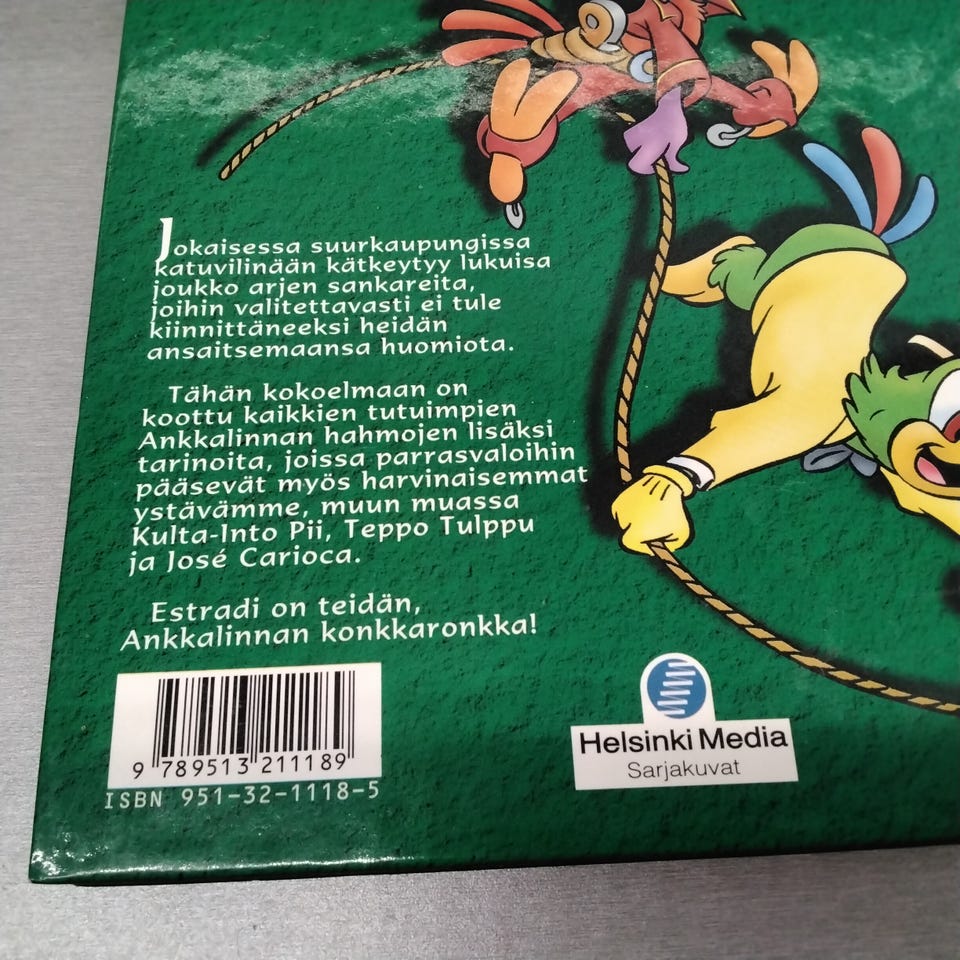 Jokaisessa suurkaupungissa
katuvilinään kätkeytyy lukuisa
joukko arjen sankareita,
joihin valitettavasti ei tule
kiinnittäneeksi heidän
ansaitsemaansa huomiota.
Tähän kokoelmaan on
koottu kaikkien tutuimpien
Ankkalinnan hahmojen lisäksi
tarinoita, joissa parrasvaloihin
pääsevät myös harvinaisemmat
ystävämme, muun muassa
Kulta-Into Pii, Teppo Tulppu
ja José Carioca.
Estradi on teidän,
Ankkalinnan konkkaronkka!
9 789513 211189
ISBN 951-32-1118-5
Helsinki Media
Sarjakuvat